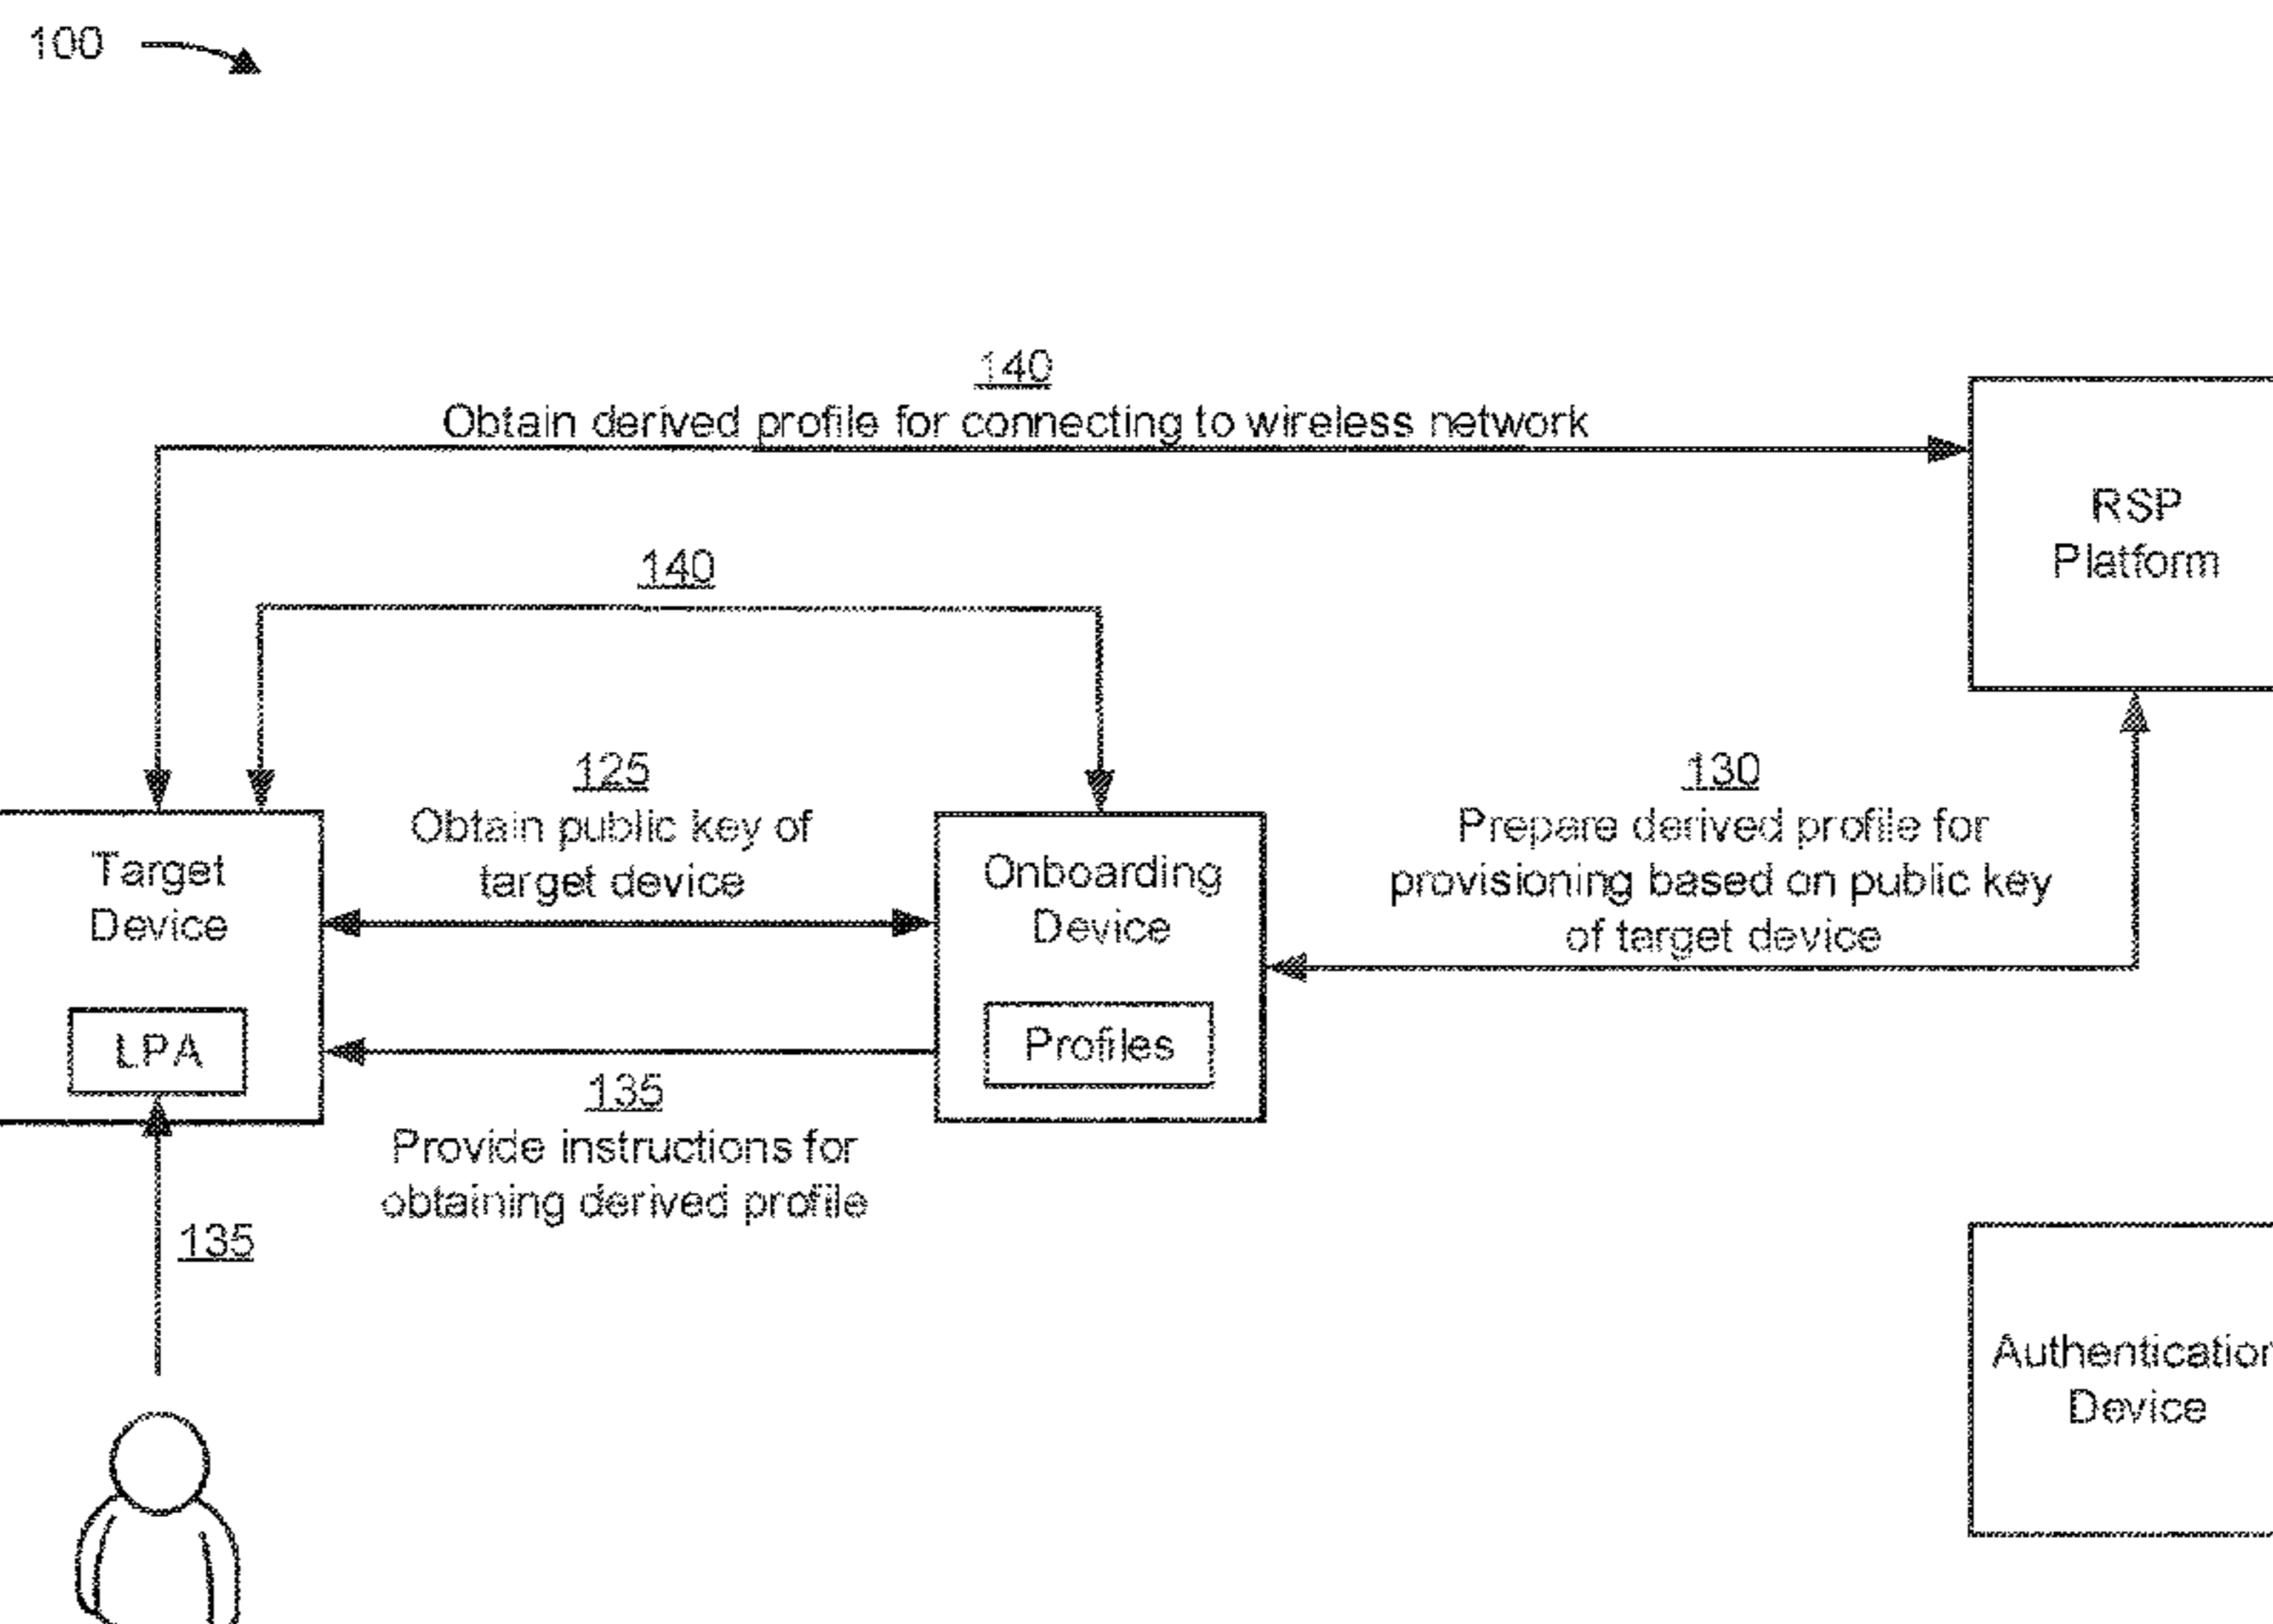 100
140
Obtain derived profile for connecting to wireless network
RSP
Platform
140
125
Obtain public key of
target device
130
Prepare derived profile for
provisioning based on public key
of target device
Target
Device
LPA
Onboarding
Device
Profiles
135
Provide instructions for
obtaining derived profile
135
Authentication
Device